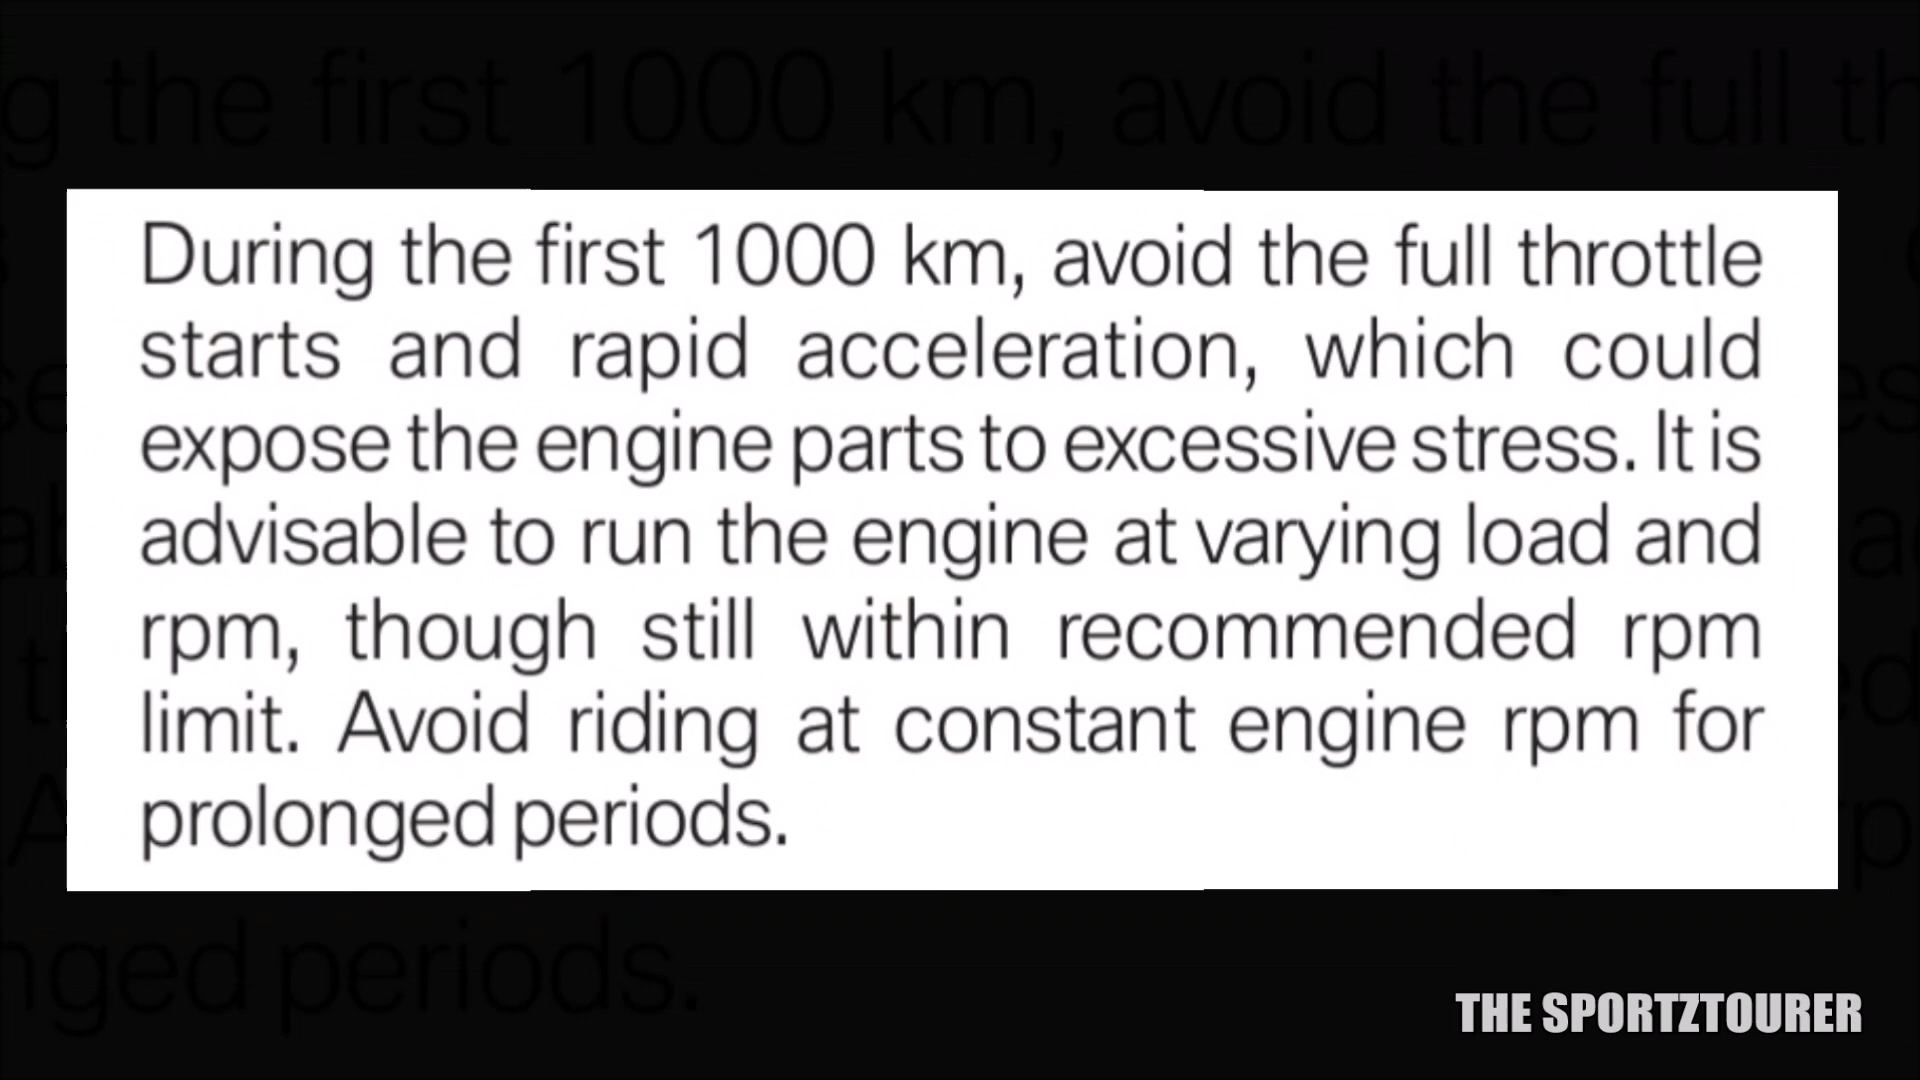 During the first 1000 km, avoid the full throttle
starts and rapid acceleration, which could
expose the engine parts to excessive stress. It is
advisable to run the engine at varying load and
rpm, though still within recommended rpm
limit. Avoid riding at constant engine rpm for
prolonged periods.
THE SPORTZTOURER